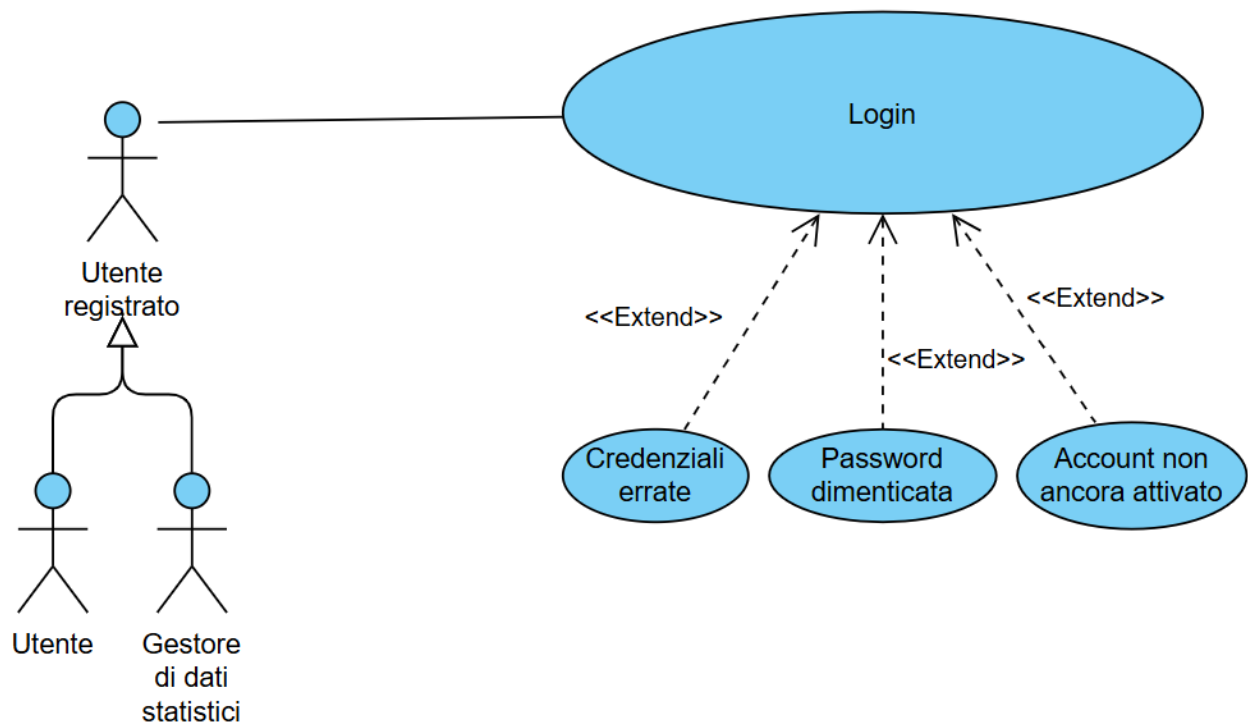 Login
Utente
registrato
<<Extend>>
<<Extend>>
<<Extend>>
Credenziali
errate
Password
dimenticata
Account non
ancora attivato
Utente
Gestore
di dati
statistici